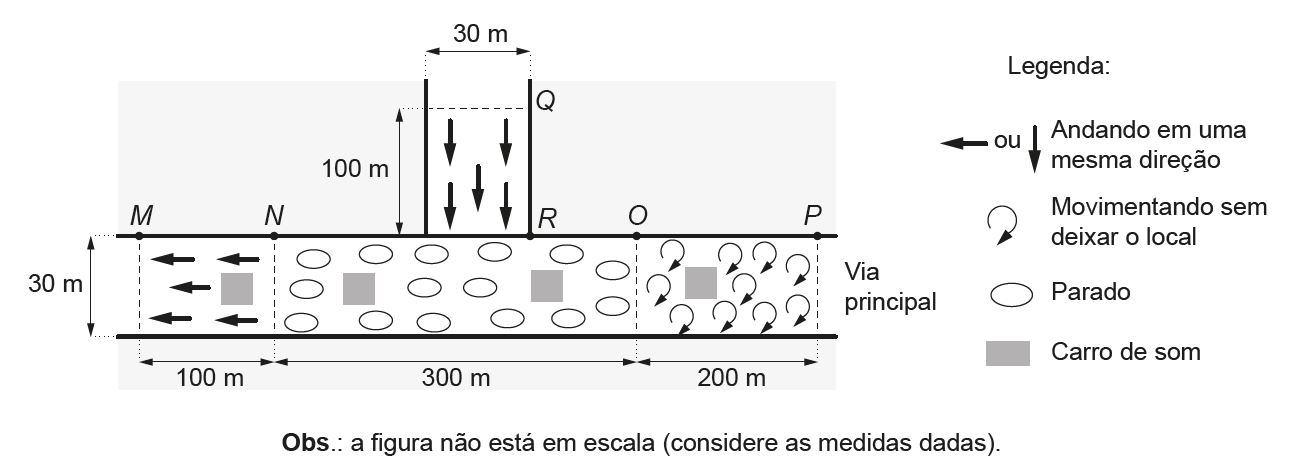 30 m
Legenda:
Q
ou
Andando em uma
mesma direção
100 m
M
N
R
O
P
Movimentando sem
deixar o local
30 m
Via
principal
Parado
Carro de som
100 m
300 m
200 m
Obs.: a figura não está em escala (considere as medidas dadas).